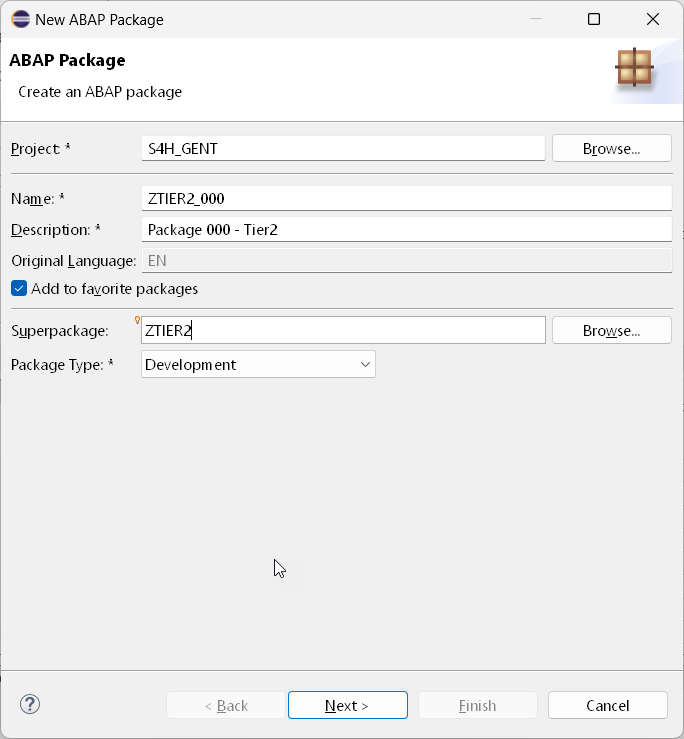 New ABAP Package
ABAP Package
Create an ABAP package
Project: * S4H_GENT Browse...
Name: * ZTIER2_000
Description: * Package 000 - Tier2
Original Language: EN
Add to favorite packages
Superpackage: ZTIER2 Browse...
Package Type: * Development
< Back Next > Finish Cancel